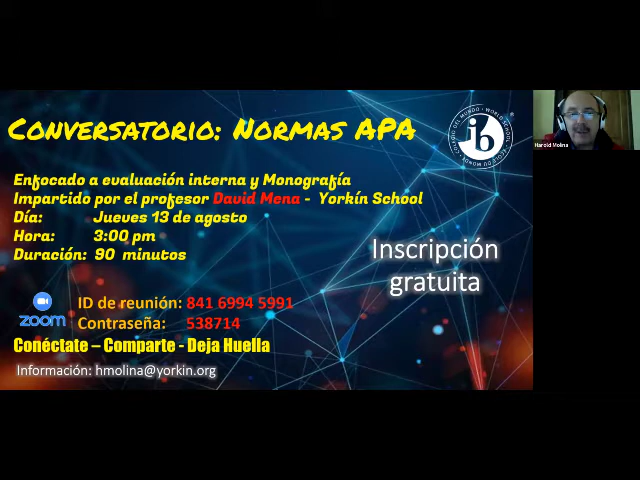 Conversatorio: Normas APA
Enfocado a evaluación interna y Monografía
Impartido por el profesor David Mena - Yorkín School
Día: Jueves 13 de agosto
Hora: 3:00 pm
Duración: 90 minutos
Inscripción
gratuita
ID de reunión: 841 6994 5991
zoom
Contraseña: 538714
Conéctate – Comparte - Deja Huella
Información: hmolina@yorkin.org
ib
Harold Molina